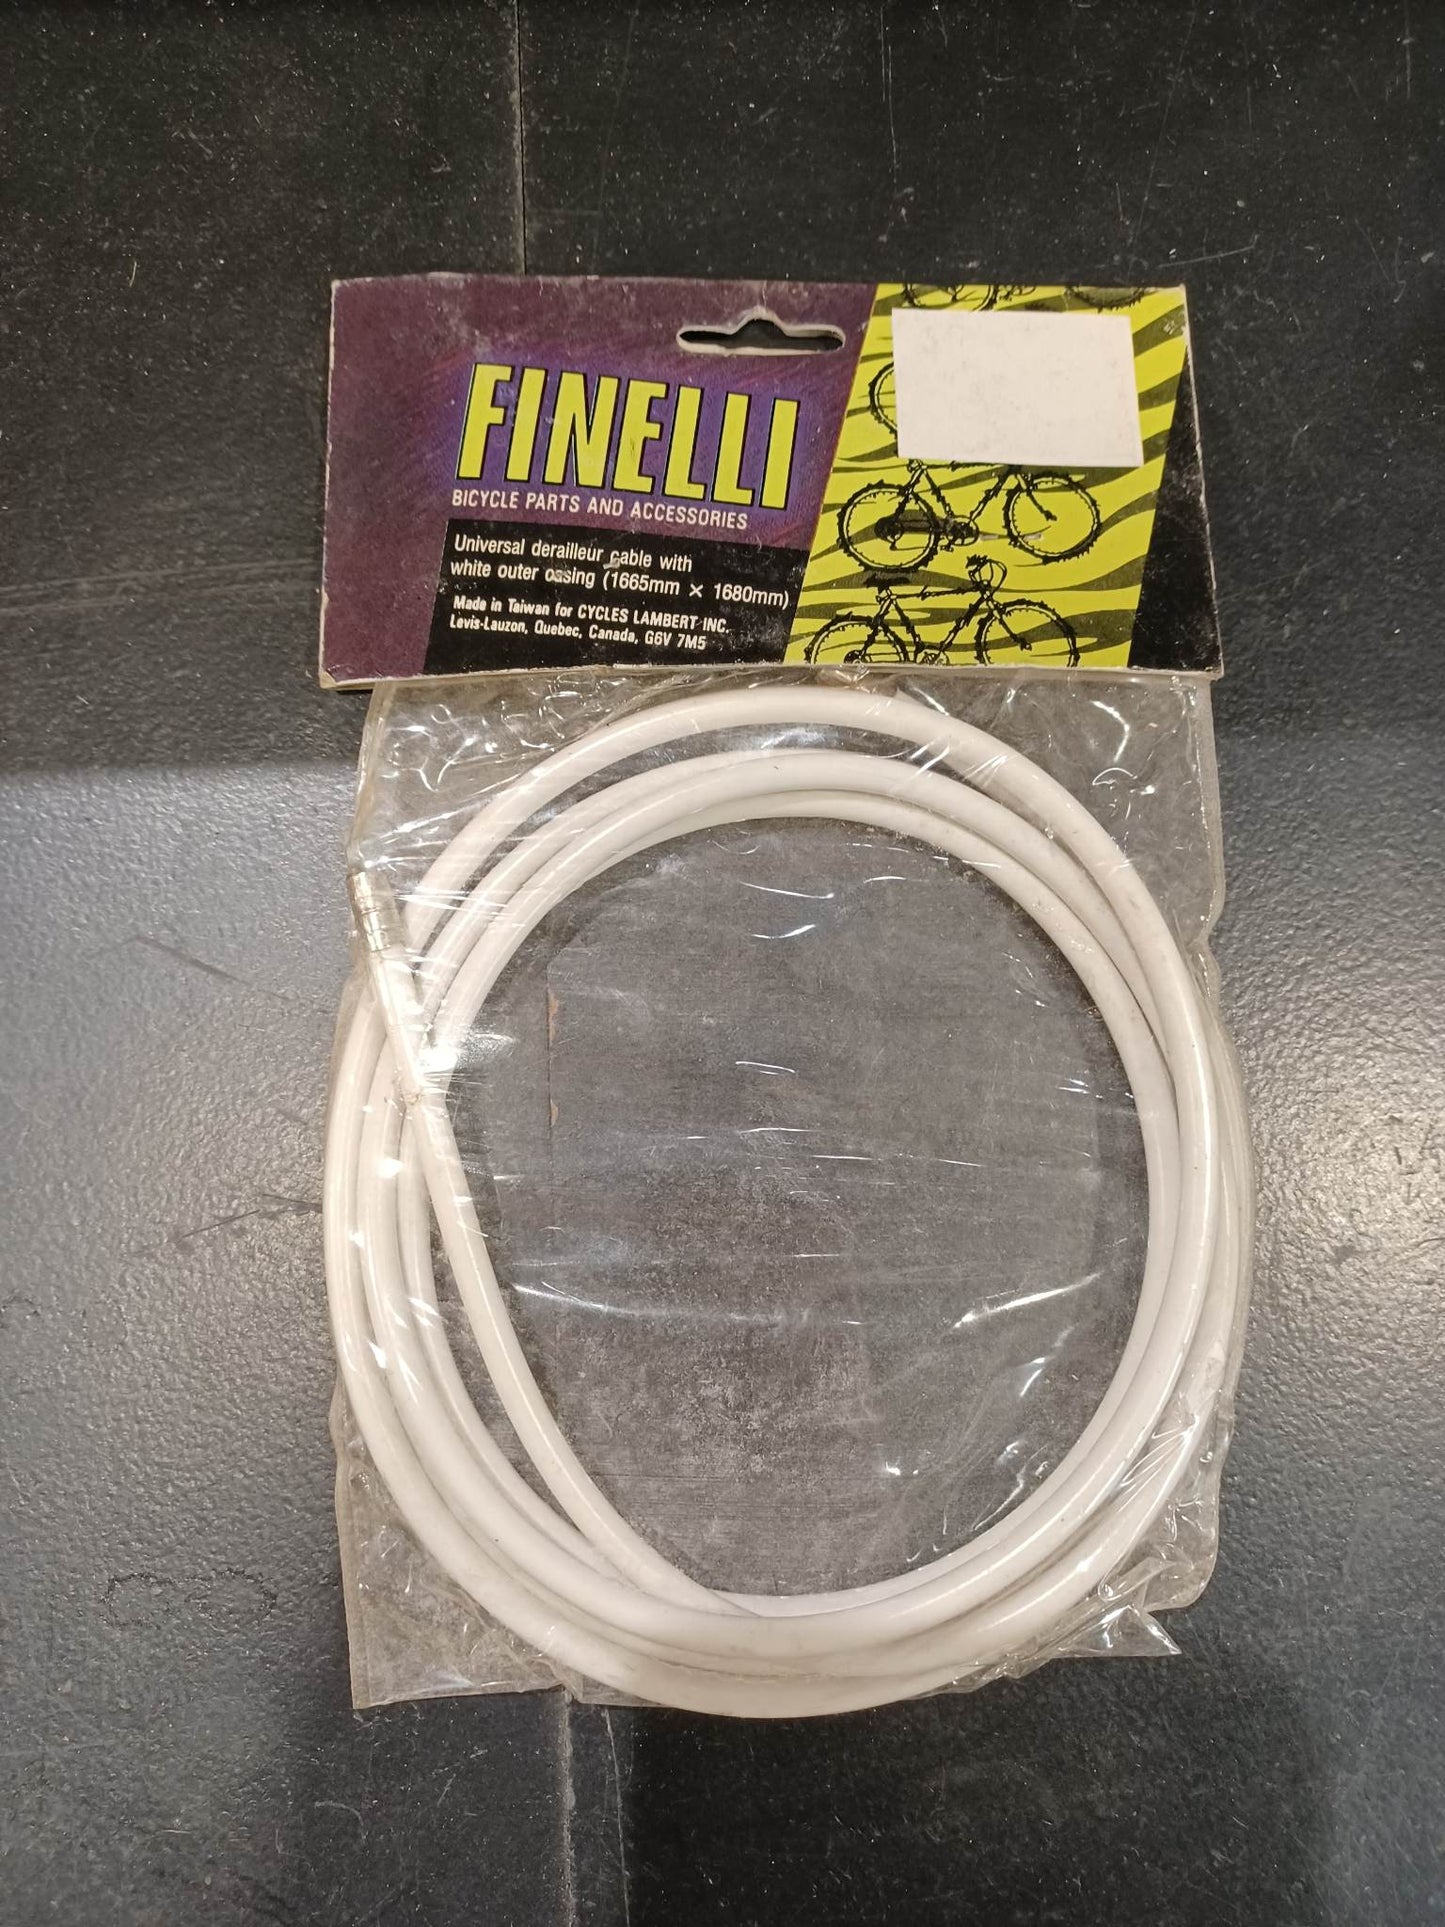 FINELLI
BICYCLE PARTS AND ACCESSORIES
Universal derailleur cable with
white outer casing (1665mm × 1680mm)
Made in Taiwan for CYCLES LAMBERT INC.
Levis-Lauzon, Quebec, Canada, G6V 7M5